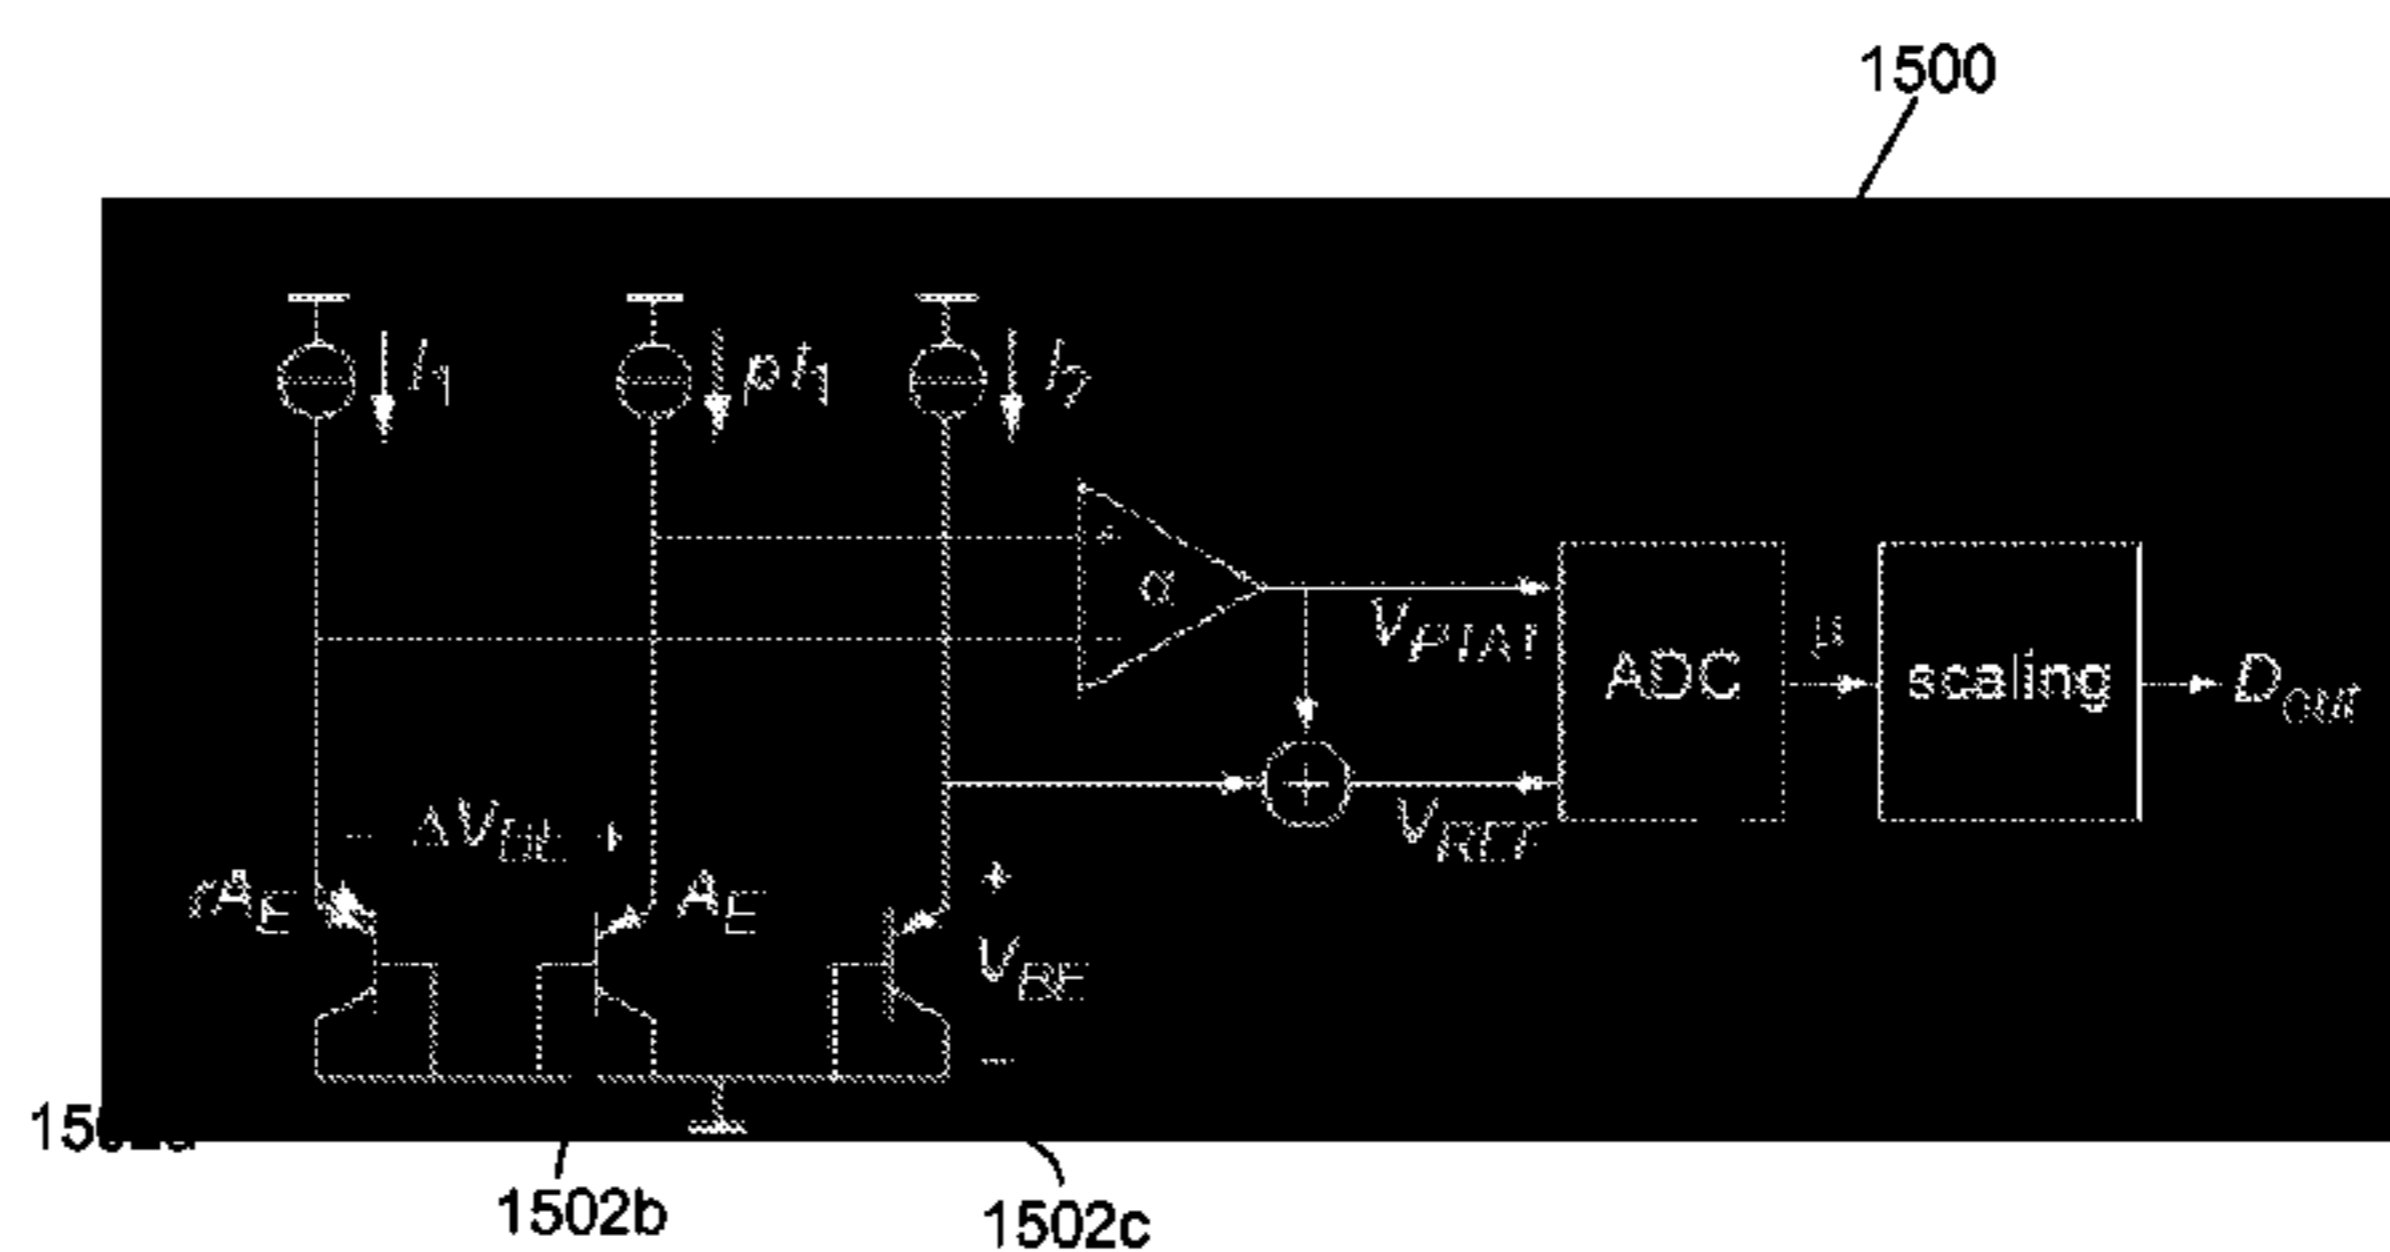 1500
I1
pI1
I2
+
α
-
VPTAT
ADC
μ
scaling
DOUT
- ΔVBE +
VREF
rAE
AE
+
VBE
-
1502b
1502c